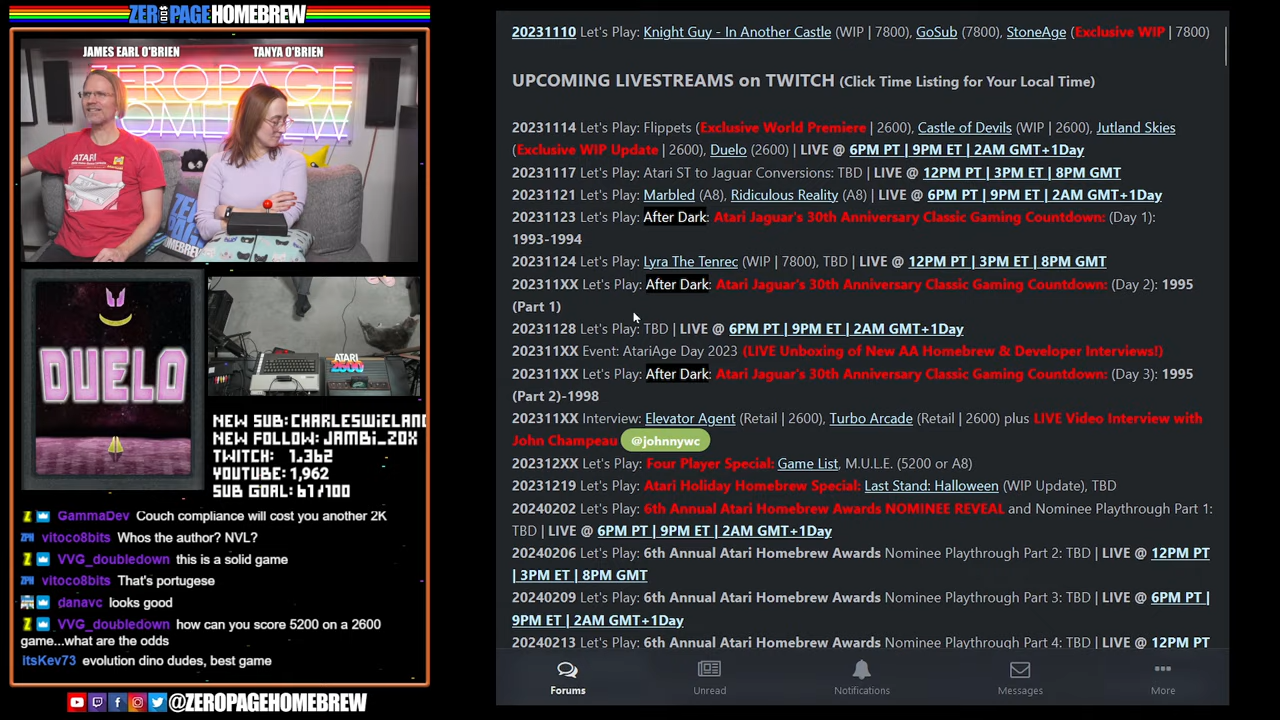 ZEROPAGE HOMEBREW
JAMES EARL O'BRIEN
TANYA O'BRIEN
ZEROPAGE
HOMEBREW
ATARI
DUELO
ATARI
2600
NEW SUB:CHARLESWIELAND
NEW FOLLOW:JAMBI_ZOX
TWITCH: 1,362
YOUTUBE: 1,962
SUB GOAL: 67/100
GammaDev Couch compliance will cost you another 2K
vitoco8bits Whos the author? NVL?
VVG_doubledown this is a solid game
vitoco8bits That's portugese
danavc looks good
VVG_doubledown how can you score 5200 on a 2600
game...what are the odds
ItsKev73 evolution dino dudes, best game
@ZEROPAGEHOMEBREW
20231110 Let's Play: Knight Guy - In Another Castle (WIP | 7800), GoSub (7800), StoneAge (Exclusive WIP | 7800)
UPCOMING LIVESTREAMS on TWITCH (Click Time Listing for Your Local Time)
20231114 Let's Play: Flippets (Exclusive World Premiere | 2600), Castle of Devils (WIP | 2600), Jutland Skies
(Exclusive WIP Update | 2600), Duelo (2600) | LIVE @ 6PM PT | 9PM ET | 2AM GMT+1Day
20231117 Let's Play: Atari ST to Jaguar Conversions: TBD | LIVE @ 12PM PT | 3PM ET | 8PM GMT
20231121 Let's Play: Marbled (A8), Ridiculous Reality (A8) | LIVE @ 6PM PT | 9PM ET | 2AM GMT+1Day
20231123 Let's Play: After Dark: Atari Jaguar's 30th Anniversary Classic Gaming Countdown: (Day 1):
1993-1994
20231124 Let's Play: Lyra The Tenrec (WIP | 7800), TBD | LIVE @ 12PM PT | 3PM ET | 8PM GMT
202311XX Let's Play: After Dark: Atari Jaguar's 30th Anniversary Classic Gaming Countdown: (Day 2): 1995
(Part 1)
20231128 Let's Play: TBD | LIVE @ 6PM PT | 9PM ET | 2AM GMT+1Day
202311XX Event: AtariAge Day 2023 (LIVE Unboxing of New AA Homebrew & Developer Interviews!)
202311XX Let's Play: After Dark: Atari Jaguar's 30th Anniversary Classic Gaming Countdown: (Day 3): 1995
(Part 2)-1998
202311XX Interview: Elevator Agent (Retail | 2600), Turbo Arcade (Retail | 2600) plus LIVE Video Interview with
John Champeau @johnnywc
202312XX Let's Play: Four Player Special: Game List, M.U.L.E. (5200 or A8)
20231219 Let's Play: Atari Holiday Homebrew Special: Last Stand: Halloween (WIP Update), TBD
20240202 Let's Play: 6th Annual Atari Homebrew Awards NOMINEE REVEAL and Nominee Playthrough Part 1:
TBD | LIVE @ 6PM PT | 9PM ET | 2AM GMT+1Day
20240206 Let's Play: 6th Annual Atari Homebrew Awards Nominee Playthrough Part 2: TBD | LIVE @ 12PM PT
| 3PM ET | 8PM GMT
20240209 Let's Play: 6th Annual Atari Homebrew Awards Nominee Playthrough Part 3: TBD | LIVE @ 6PM PT |
9PM ET | 2AM GMT+1Day
20240213 Let's Play: 6th Annual Atari Homebrew Awards Nominee Playthrough Part 4: TBD | LIVE @ 12PM PT
Forums
Unread
Notifications
Messages
More